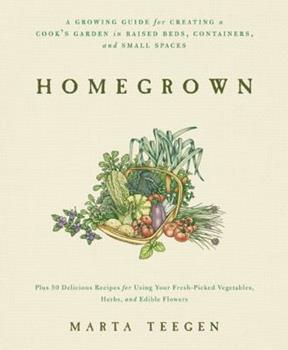 A GROWING GUIDE for CREATING a
COOK'S GARDEN in RAISED BEDS, CONTAINERS,
and SMALL SPACES
HOMEGROWN
Plus 50 Delicious Recipes for Using Your Fresh-Picked Vegetables,
Herbs, and Edible Flowers
MARTA TEEGEN